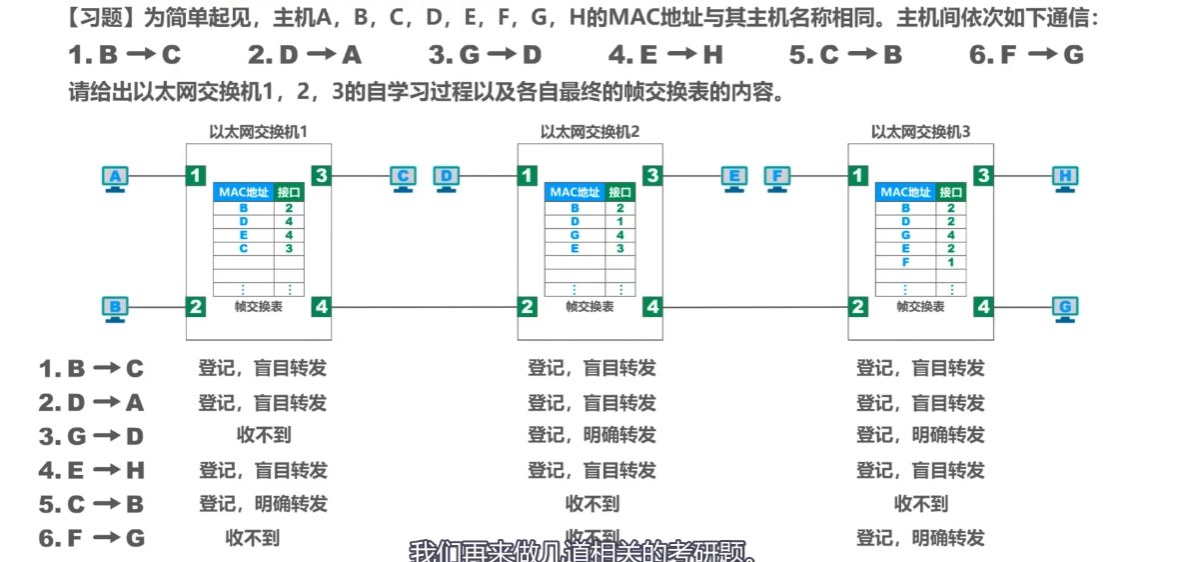 【习题】为简单起见，主机A，B，C，D，E，F，G，H的MAC地址与其主机名称相同。主机间依次如下通信：
1. B → C 2. D → A 3. G → D 4. E → H 5. C → B 6. F → G
请给出以太网交换机1，2，3的自学习过程以及各自最终的帧交换表的内容。
以太网交换机1 以太网交换机2 以太网交换机3
A 1 3 C D 1 3 E F 1 3 H
MAC地址 接口 MAC地址 接口 MAC地址 接口
B 2 B 2 B 2
D 4 D 1 D 2
E 4 G 4 G 4
C 3 E 3 E 2
F 1
⋮ ⋮ ⋮ ⋮ ⋮ ⋮
B 2 帧交换表 4 2 帧交换表 4 2 帧交换表 4 G
1. B → C 登记，盲目转发 登记，盲目转发 登记，盲目转发
2. D → A 登记，盲目转发 登记，盲目转发 登记，盲目转发
3. G → D 收不到 登记，明确转发 登记，明确转发
4. E → H 登记，盲目转发 登记，盲目转发 登记，盲目转发
5. C → B 登记，明确转发 收不到 收不到
6. F → G 收不到 收不到 登记，明确转发
我们再来做几道相关的考研题。